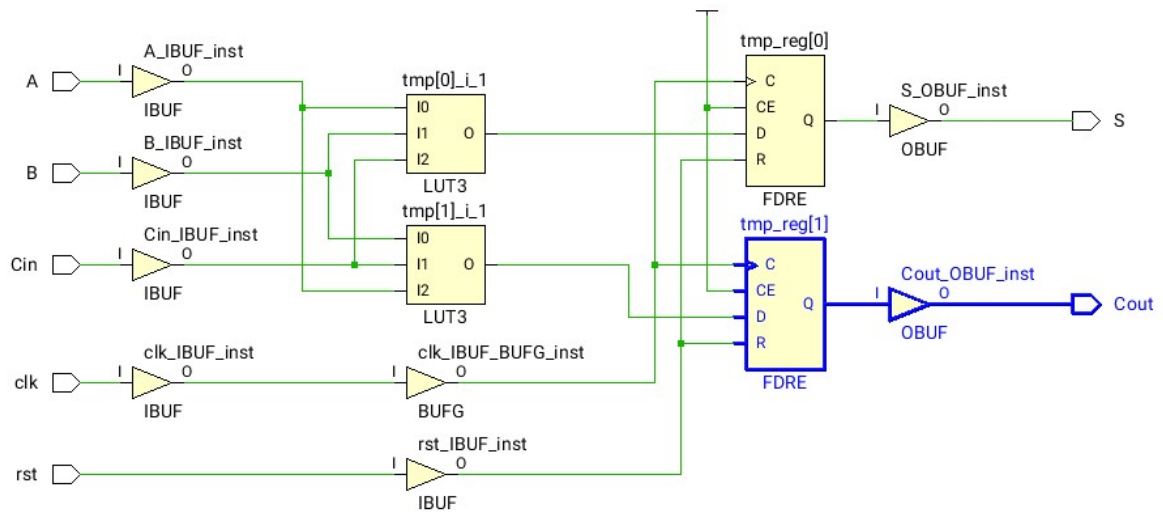 A_IBUF_inst
A
I
O
IBUF
B_IBUF_inst
B
I
O
IBUF
Cin_IBUF_inst
Cin
I
O
IBUF
clk_IBUF_inst
clk
I
O
IBUF
rst
tmp[0]_i_1
I0
I1
O
I2
LUT3
tmp[1]_i_1
I0
I1
O
I2
LUT3
clk_IBUF_BUFG_inst
I
O
BUFG
rst_IBUF_inst
I
O
IBUF
tmp_reg[0]
C
CE
Q
D
R
FDRE
tmp_reg[1]
C
CE
Q
D
R
FDRE
S_OBUF_inst
I
O
S
OBUF
Cout_OBUF_inst
I
O
Cout
OBUF